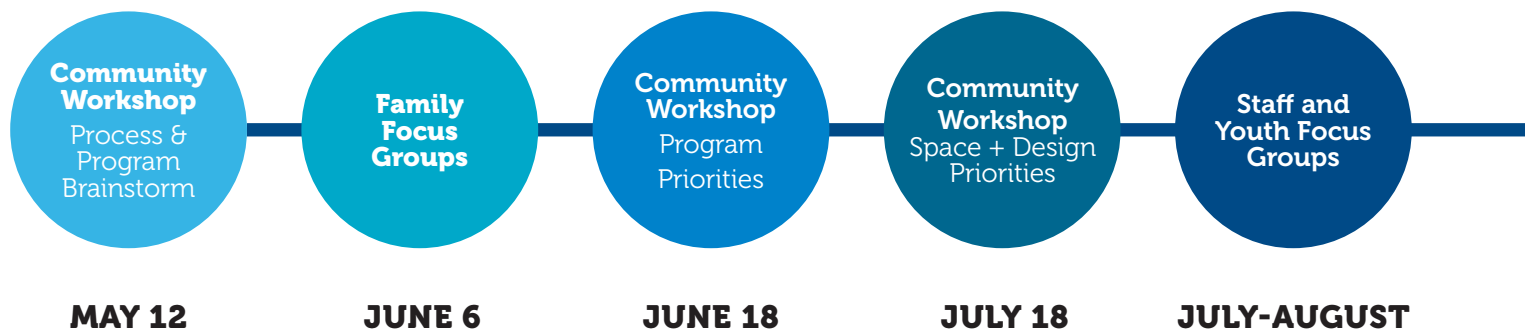 Community
Workshop
Process &
Program
Brainstorm
Family
Focus
Groups
Community
Workshop
Program
Priorities
Community
Workshop
Space + Design
Priorities
Staff and
Youth Focus
Groups
MAY 12
JUNE 6
JUNE 18
JULY 18
JULY-AUGUST